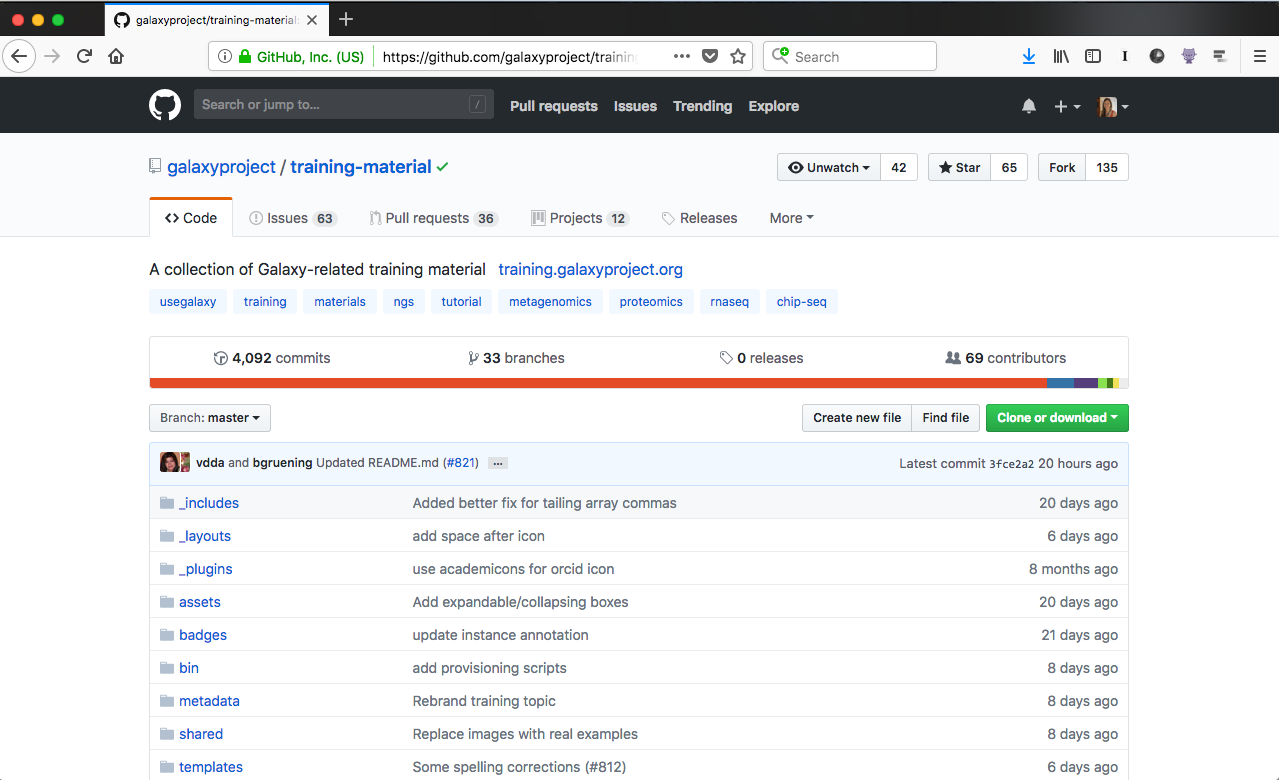 galaxyproject/training-material:
GitHub, Inc. (US) https://github.com/galaxyproject/training Search I
Search or jump to... / Pull requests Issues Trending Explore
galaxyproject / training-material Unwatch 42 Star 65 Fork 135
Code Issues 63 Pull requests 36 Projects 12 Releases More
A collection of Galaxy-related training material training.galaxyproject.org
usegalaxy training materials ngs tutorial metagenomics proteomics rnaseq chip-seq
4,092 commits 33 branches 0 releases 69 contributors
Branch: master Create new file Find file Clone or download
vdda and bgruening Updated README.md (#821) ... Latest commit 3fce2a2 20 hours ago
_includes Added better fix for tailing array commas 20 days ago
_layouts add space after icon 6 days ago
_plugins use academicons for orcid icon 8 months ago
assets Add expandable/collapsing boxes 20 days ago
badges update instance annotation 21 days ago
bin add provisioning scripts 8 days ago
metadata Rebrand training topic 8 days ago
shared Replace images with real examples 8 days ago
templates Some spelling corrections (#812) 6 days ago